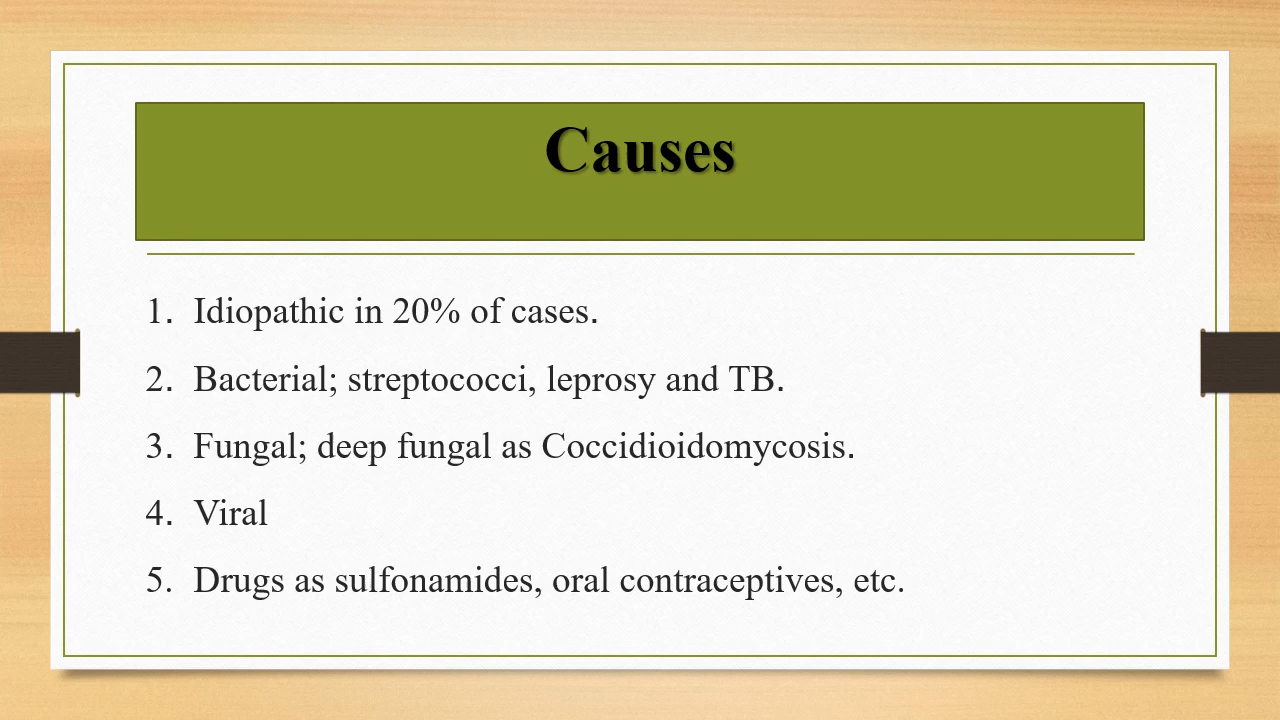 Causes
1. Idiopathic in 20% of cases.
2. Bacterial; streptococci, leprosy and TB.
3. Fungal; deep fungal as Coccidioidomycosis.
4. Viral
5. Drugs as sulfonamides, oral contraceptives, etc.